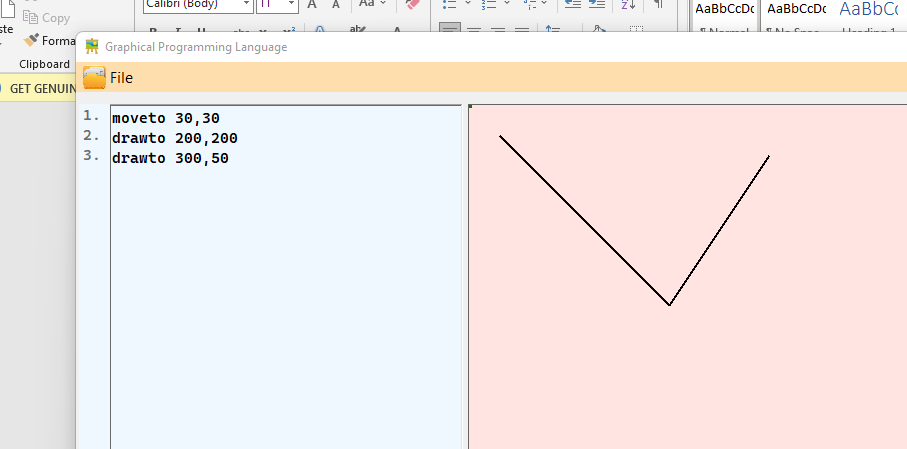 Calibri (Body) 11 A A Aa
Copy
Forma
AaBbCcDc AaBbCcDc AaBbCc
Clipboard
Graphical Programming Language
GET GENUIN
File
1. moveto 30,30
2. drawto 200,200
3. drawto 300,50